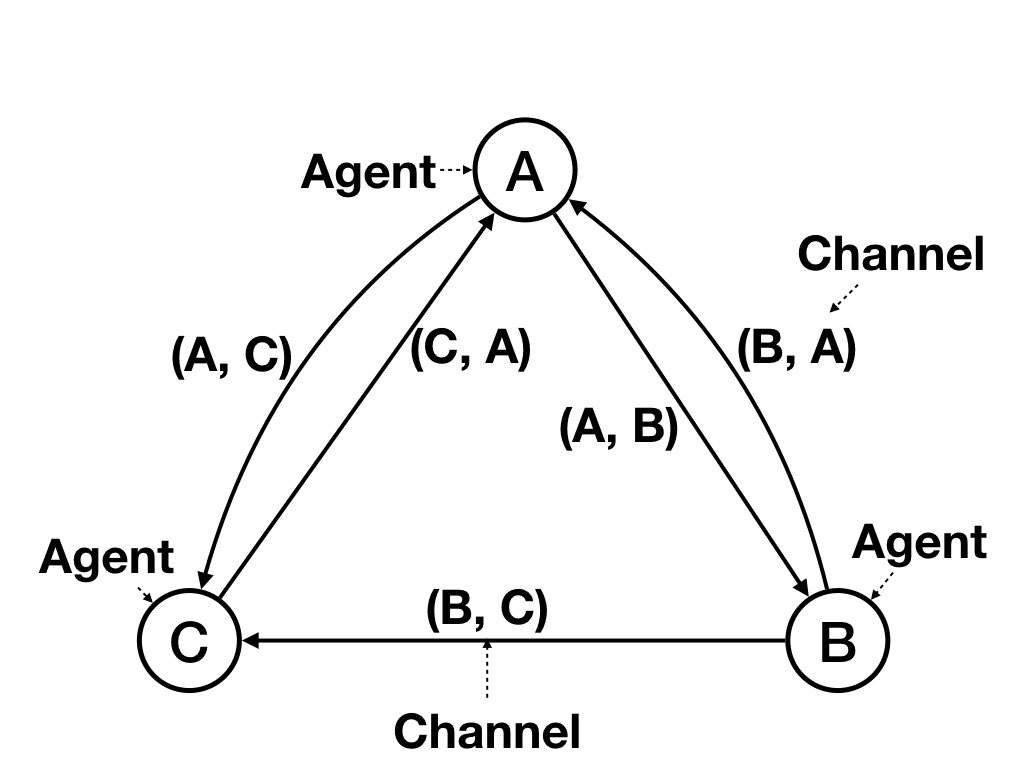 Agent
A
Channel
(A, C)
(C, A)
(B, A)
(A, B)
Agent
Agent
C
(B, C)
B
Channel